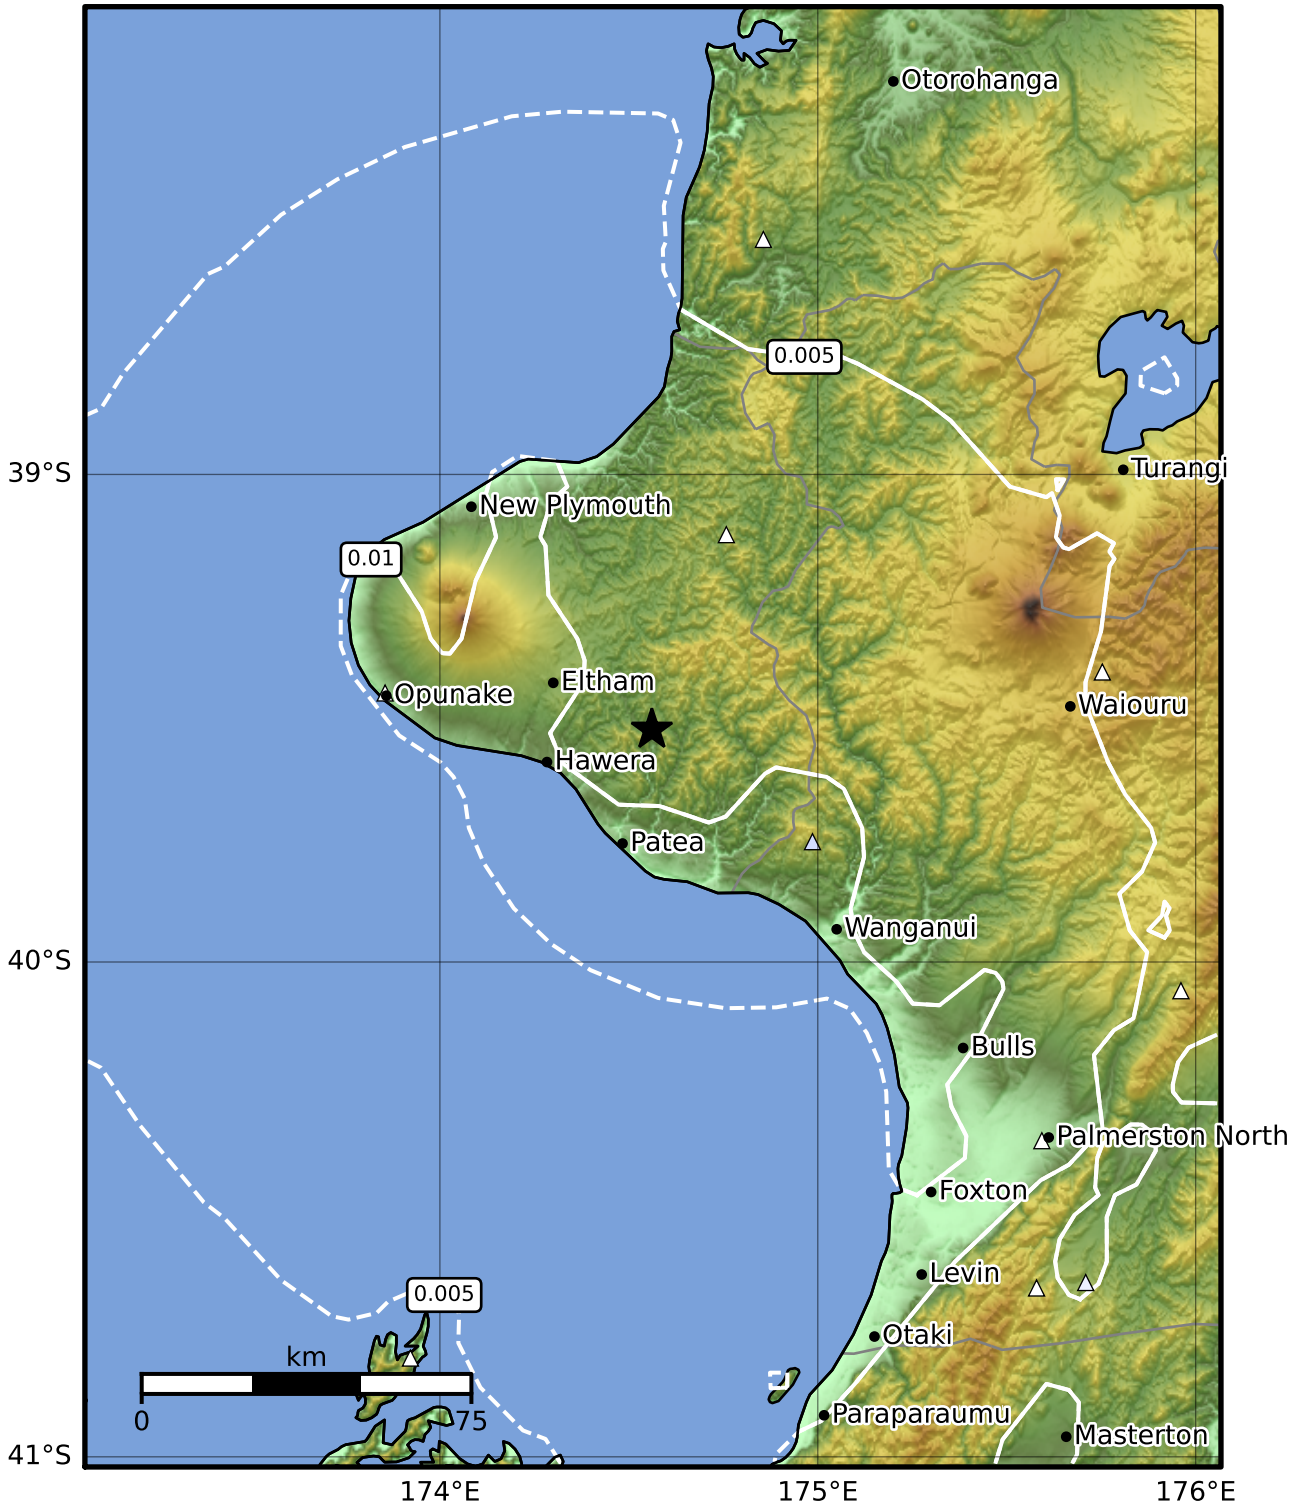 Otorohanga
0.005
39°S
Turangi
New Plymouth
0.01
Opunake
Eltham
Waiouru
Hawera
Patea
Wanganui
40°S
Bulls
Palmerston North
Foxton
Levin
0.005
Otaki
km
0 75
Paraparaumu
Masterton
41°S
174°E 175°E 176°E